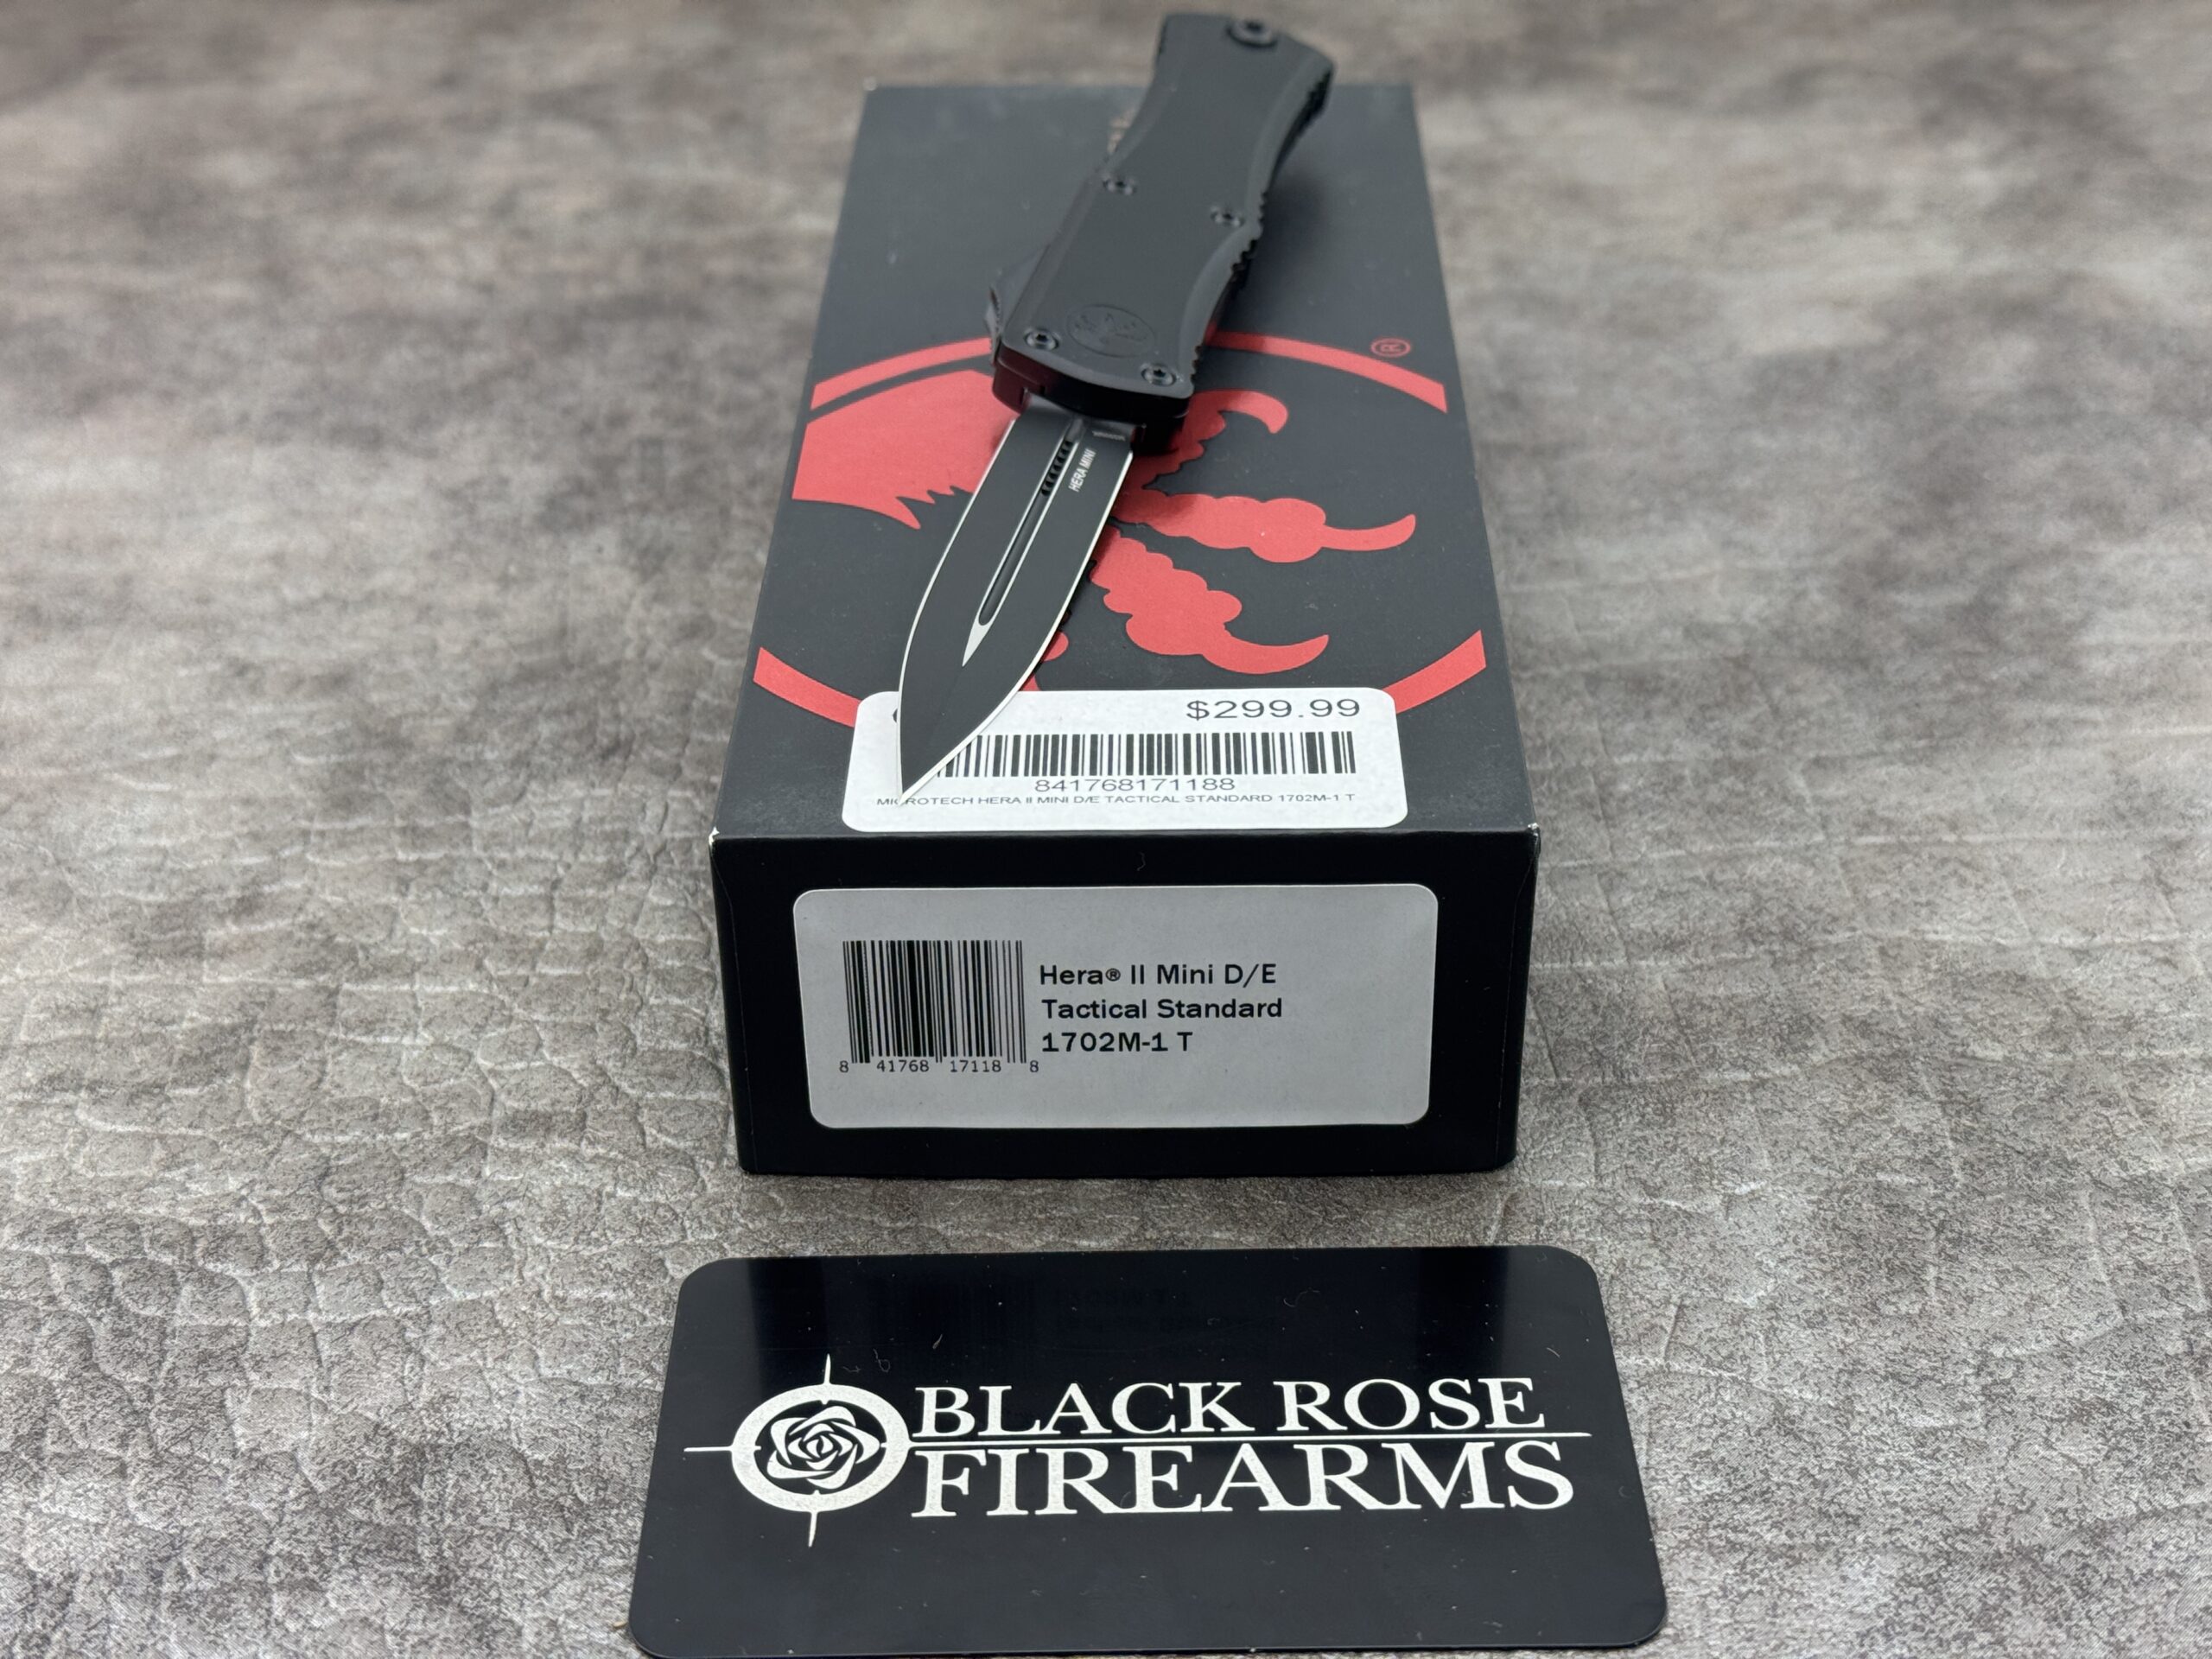 HERA MINI
®
$299.99
841768171188
MICROTECH HERA II MINI D/E TACTICAL STANDARD 1702M-1 T
Hera® II Mini D/E
Tactical Standard
1702M-1 T
8 41768 17118 8
BLACK ROSE
FIREARMS